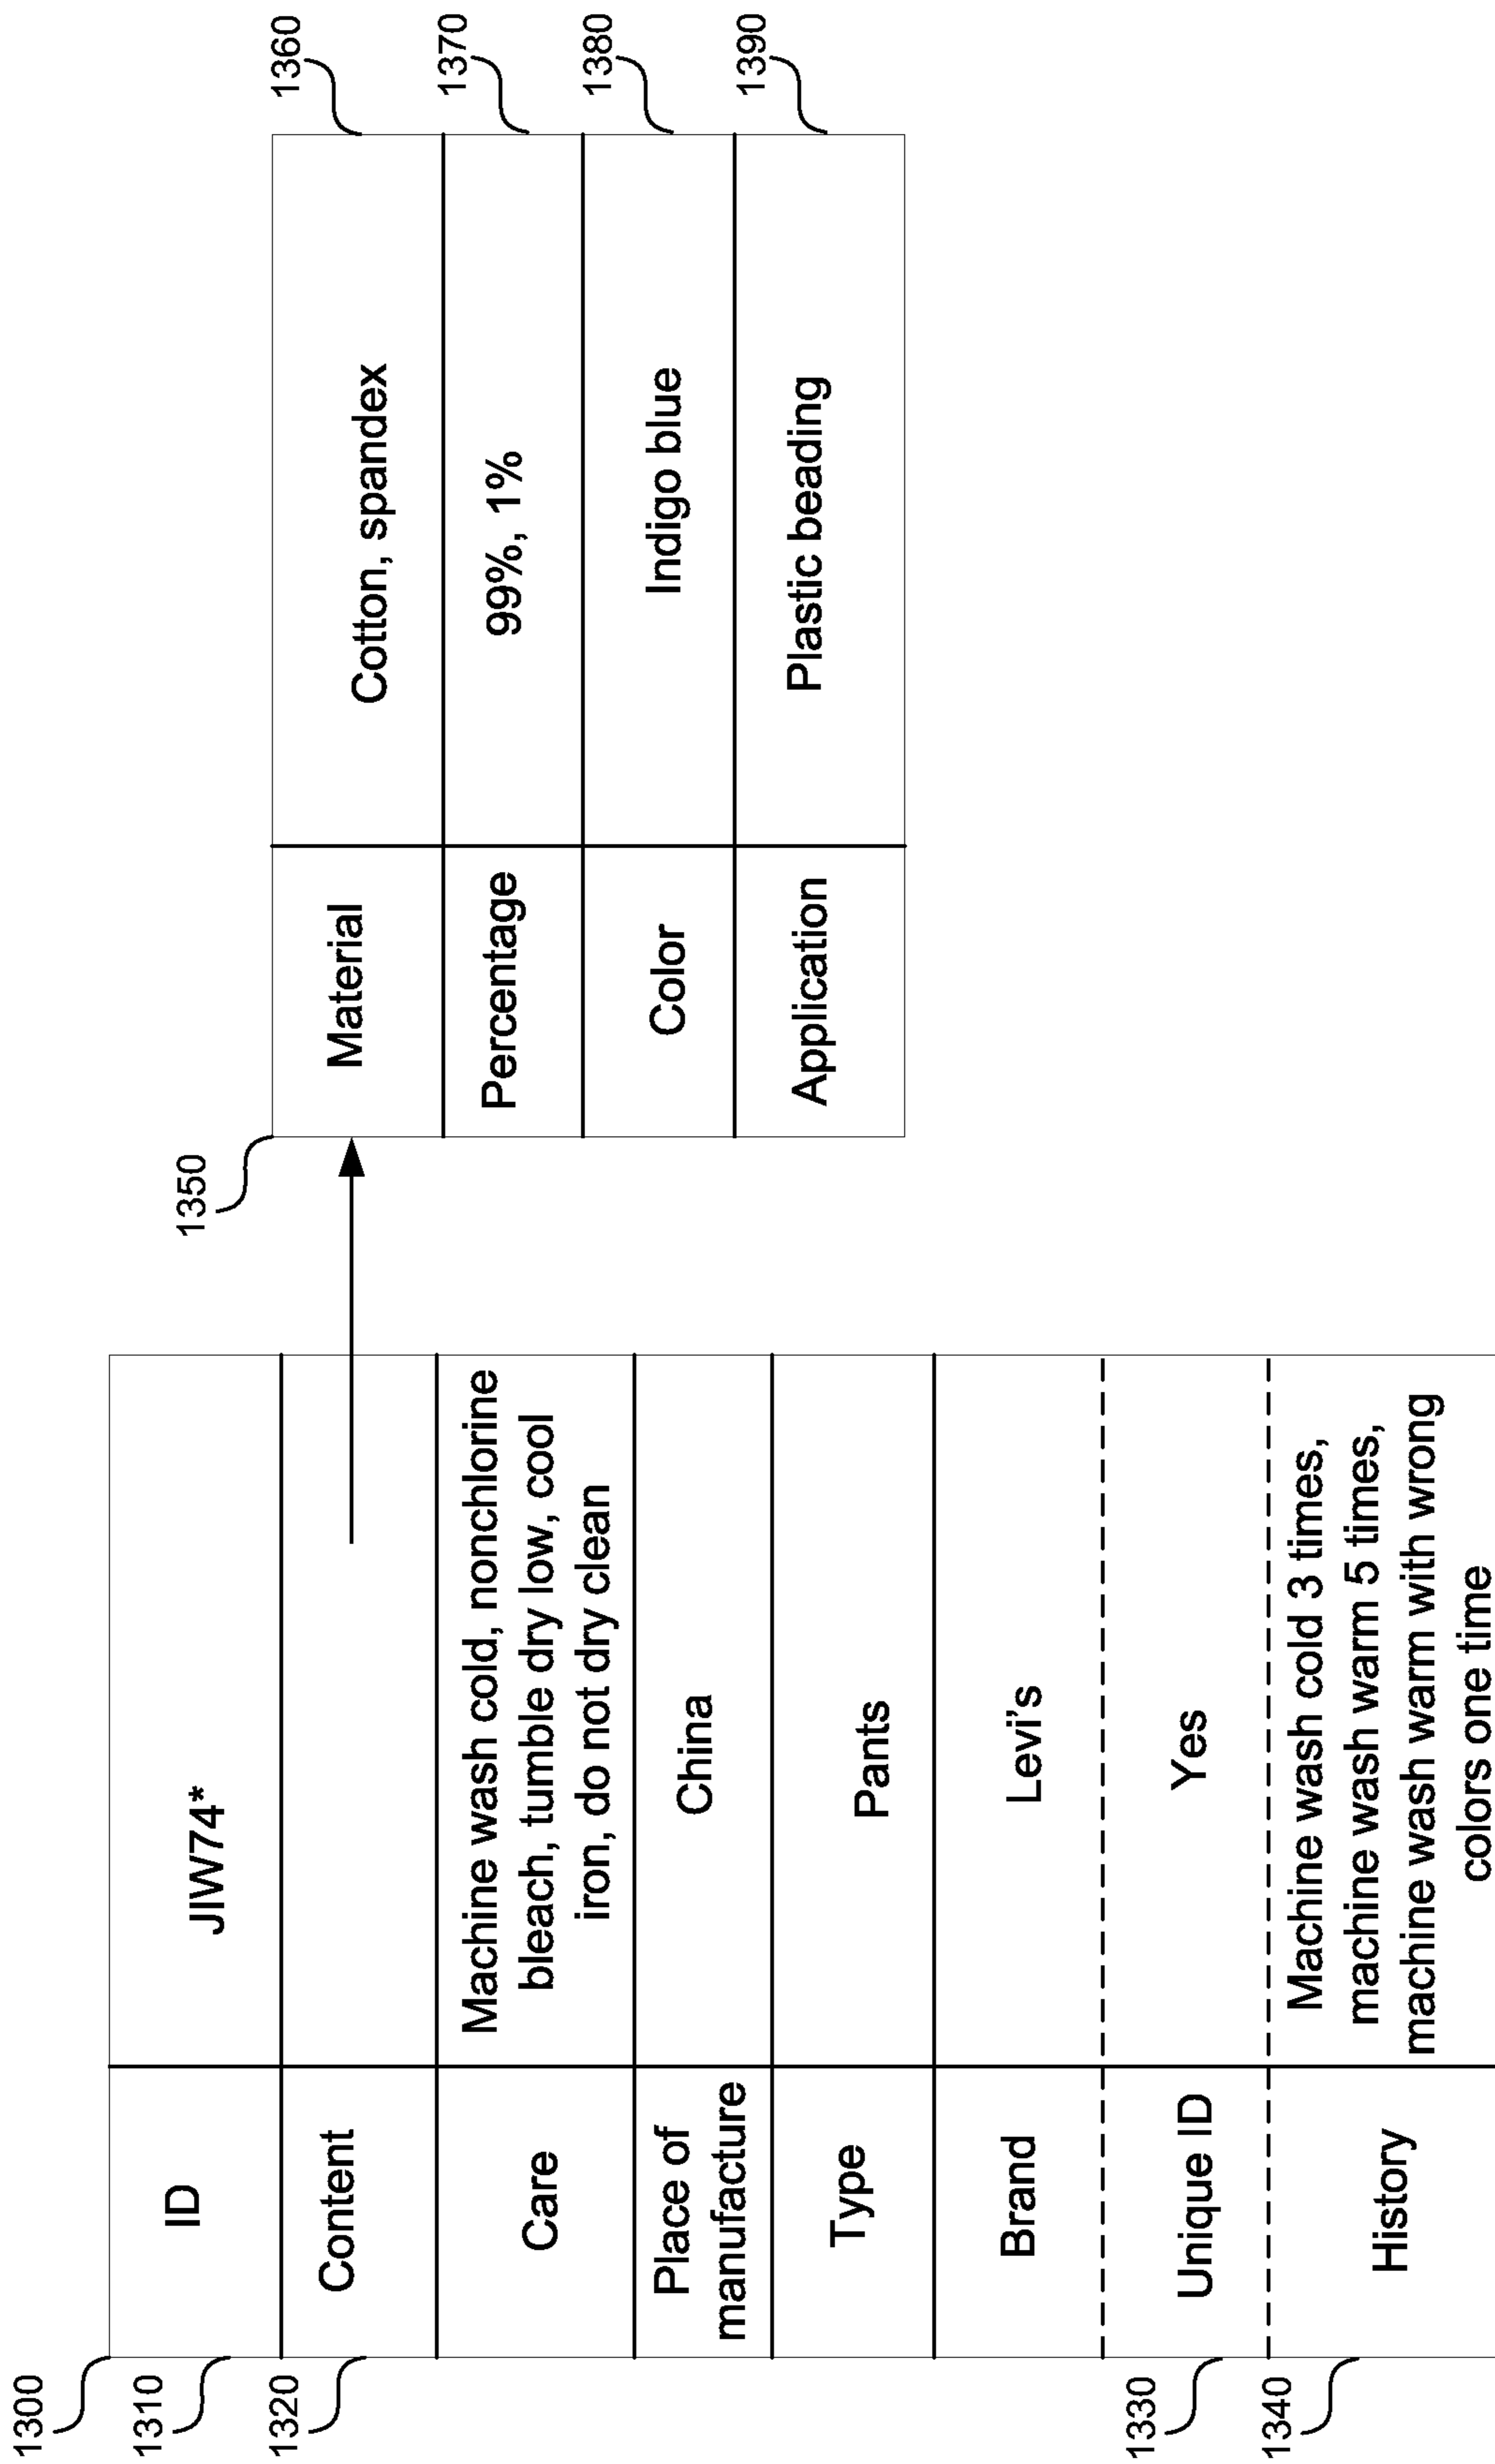 1300
1310
ID
JIW74*
1320
Content
Care
Machine wash cold, nonchlorine
bleach, tumble dry low, cool
iron, do not dry clean
Place of
manufacture
China
Type
Pants
Brand
Levi's
1330
Unique ID
Yes
1340
History
Machine wash cold 3 times,
machine wash warm 5 times,
machine wash warm with wrong
colors one time
1350
Material
Cotton, spandex
1360
Percentage
99%, 1%
1370
Color
Indigo blue
1380
Application
Plastic beading
1390